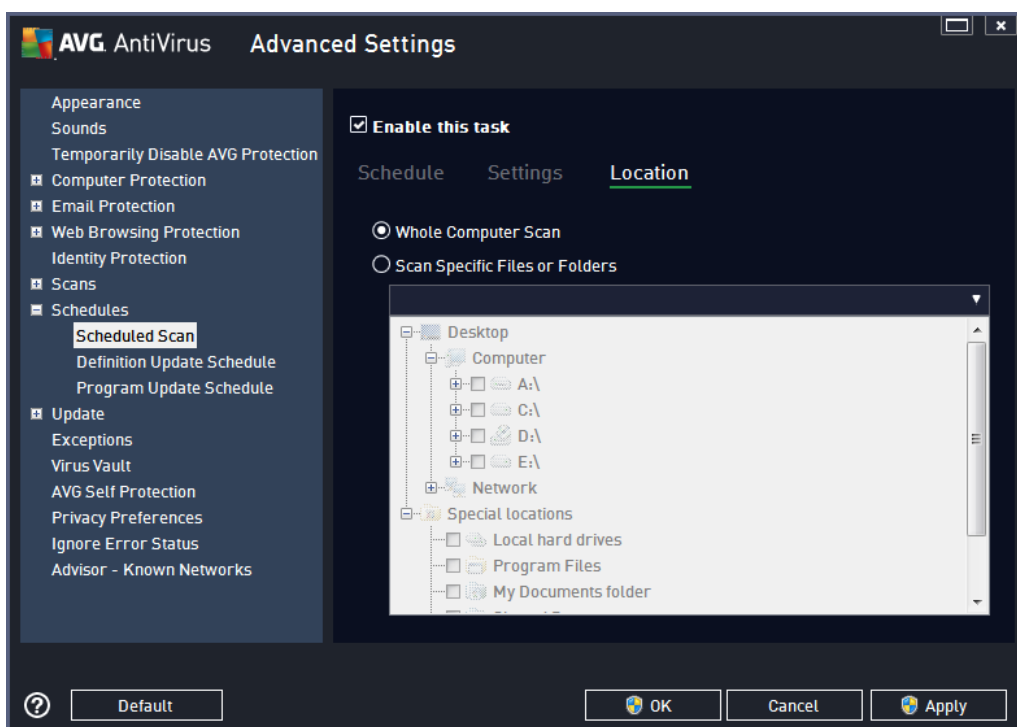 AVG. AntiVirus Advanced Settings
Appearance
Sounds
Temporarily Disable AVG Protection
Computer Protection
Email Protection
Web Browsing Protection
Identity Protection
Scans
Schedules
Scheduled Scan
Definition Update Schedule
Program Update Schedule
Update
Exceptions
Virus Vault
AVG Self Protection
Privacy Preferences
Ignore Error Status
Advisor - Known Networks
Enable this task
Schedule Settings Location
Whole Computer Scan
Scan Specific Files or Folders
Desktop
Computer
A:\
C:\
D:\
E:\
Network
Special locations
Local hard drives
Program Files
My Documents folder
Default
OK
Cancel
Apply